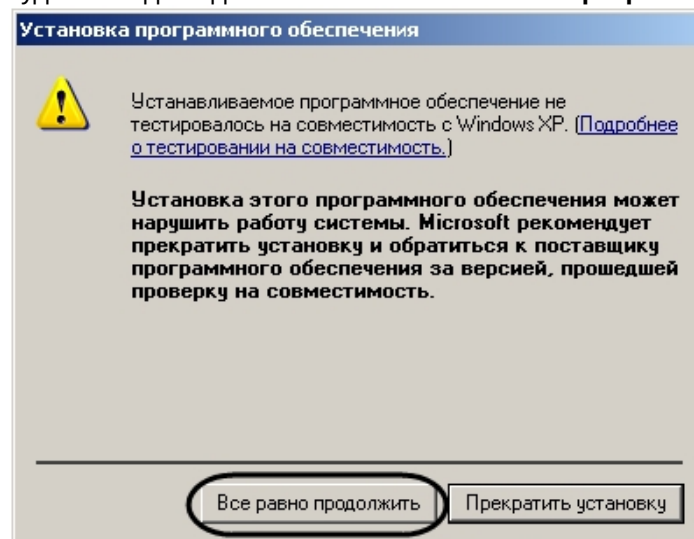 Установка программного обеспечения
Устанавливаемое программное обеспечение не
тестировалось на совместимость с Windows XP. (Подробнее
о тестировании на совместимость.)
Установка этого программного обеспечения может
нарушить работу системы. Microsoft рекомендует
прекратить установку и обратиться к поставщику
программного обеспечения за версией, прошедшей
проверку на совместимость.
Все равно продолжить
Прекратить установку